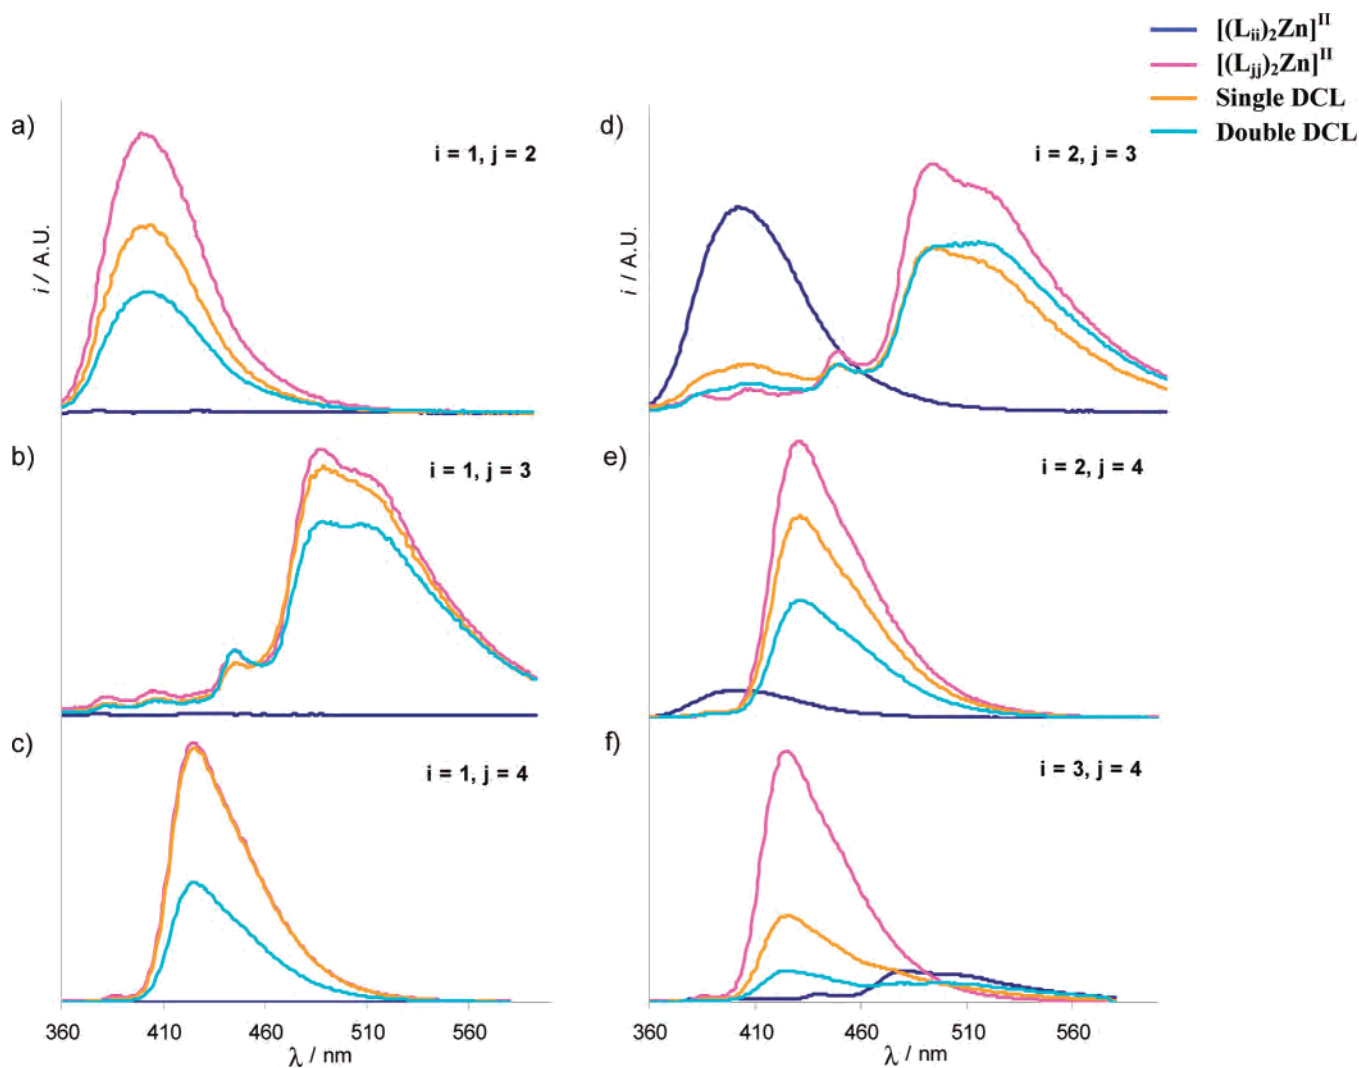 [(Lii)2Zn]II
[(Ljj)2Zn]II
Single DCL
Double DCL
a)
i = 1, j = 2
i / A.U.
b)
i = 1, j = 3
c)
i = 1, j = 4
360 410 460 510 560
λ / nm
d)
i = 2, j = 3
i / A.U.
e)
i = 2, j = 4
f)
i = 3, j = 4
360 410 460 510 560
λ / nm